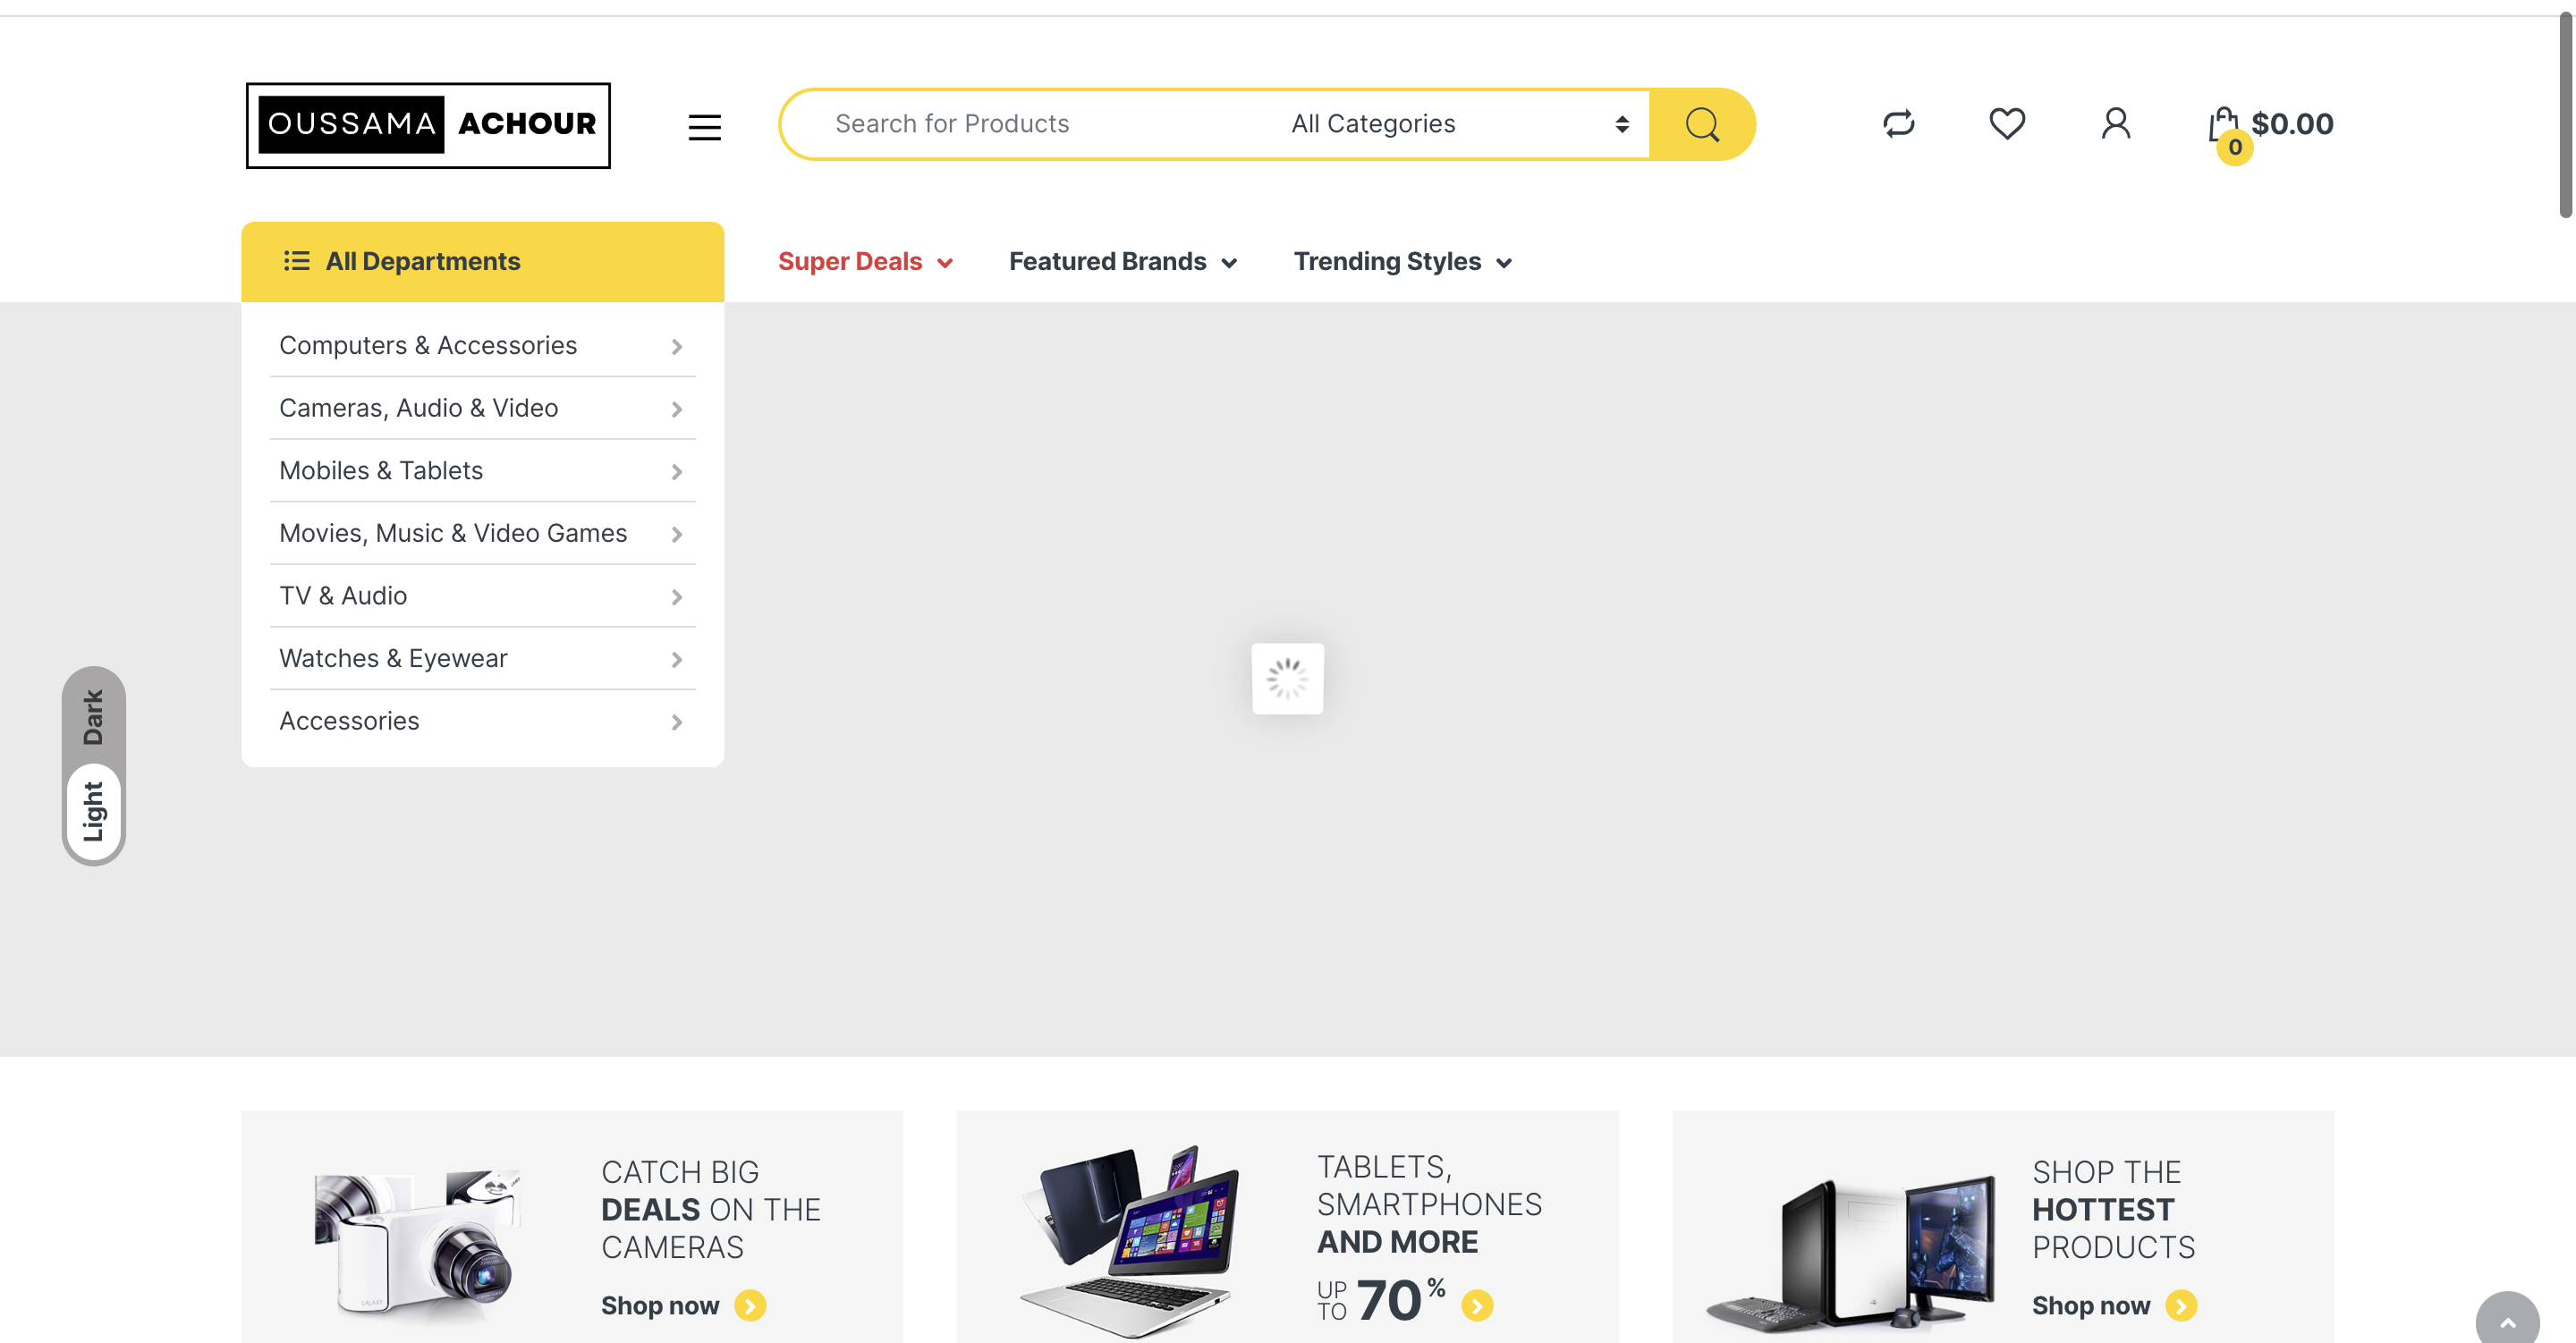 OUSSAMA ACHOUR
Search for Products
All Categories
0
$0.00
All Departments
Super Deals
Featured Brands
Trending Styles
Computers & Accessories
Cameras, Audio & Video
Mobiles & Tablets
Movies, Music & Video Games
TV & Audio
Watches & Eyewear
Accessories
Dark
Light
CATCH BIG
DEALS ON THE
CAMERAS
Shop now
TABLETS,
SMARTPHONES
AND MORE
UP TO 70%
SHOP THE
HOTTEST
PRODUCTS
Shop now